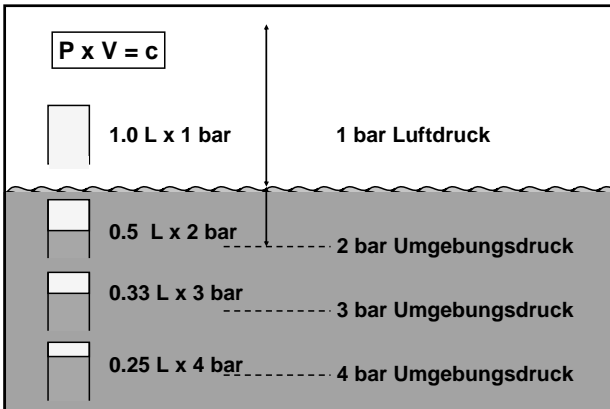 P x V = c
1.0 L x 1 bar 1 bar Luftdruck
0.5 L x 2 bar
2 bar Umgebungsdruck
0.33 L x 3 bar
3 bar Umgebungsdruck
0.25 L x 4 bar
4 bar Umgebungsdruck